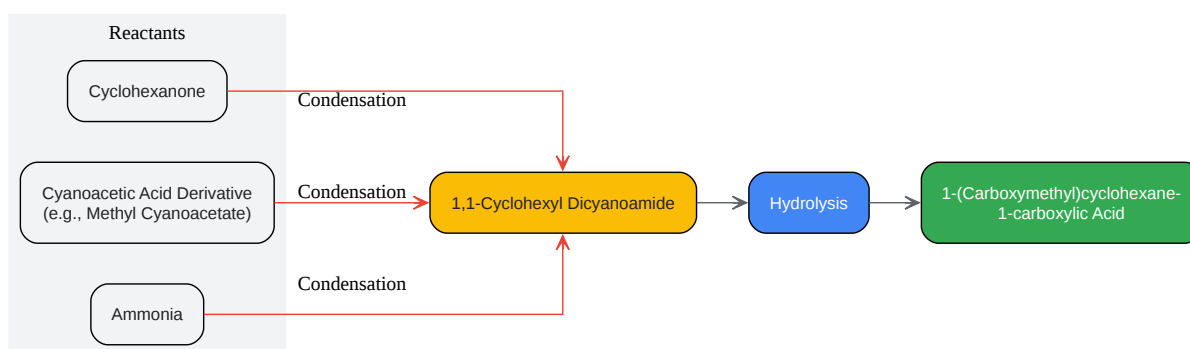 Reactants
Cyclohexanone
Condensation
Cyanoacetic Acid Derivative
(e.g., Methyl Cyanoacetate)
Condensation
1,1-Cyclohexyl Dicyanoamide
Hydrolysis
1-(Carboxymethyl)cyclohexane-
1-carboxylic Acid
Condensation
Ammonia